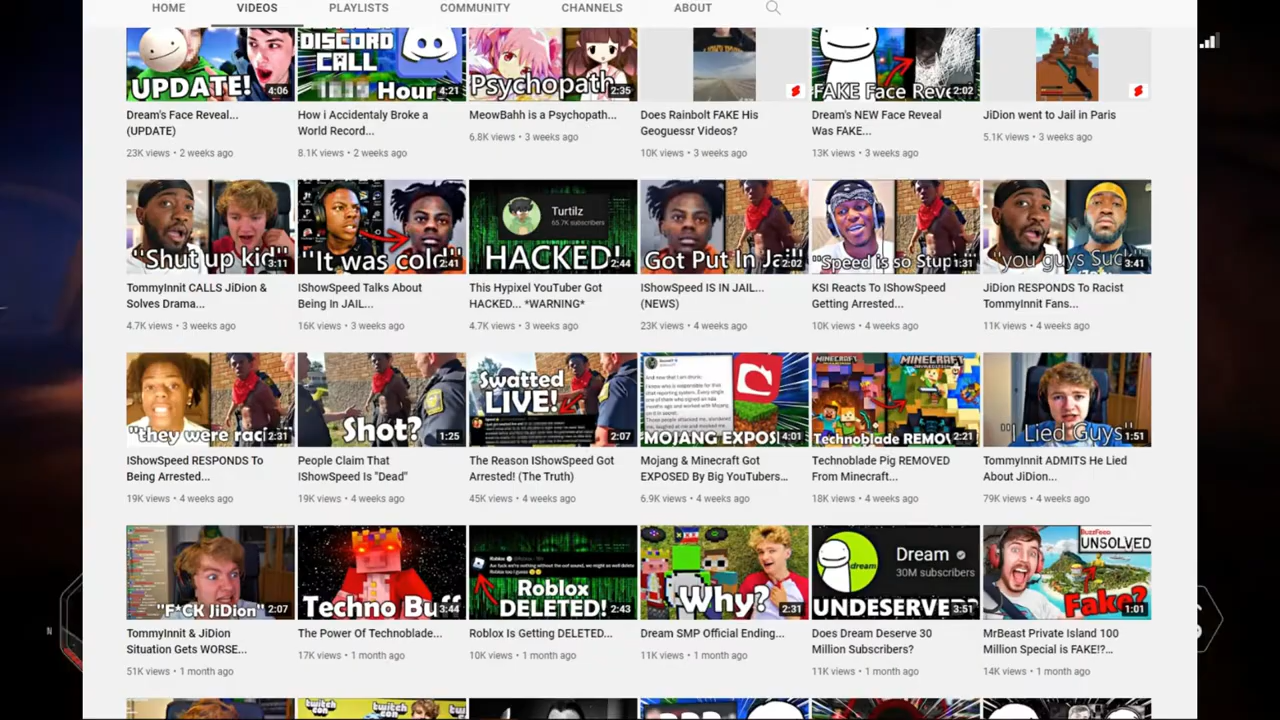 HOME VIDEOS PLAYLISTS COMMUNITY CHANNELS ABOUT
UPDATE!
4:06
DISCORD
CALL
Hour
4:21
Psychopath
2:35
FAKE Face Reve
2:02
Dream's Face Reveal...
(UPDATE)
23K views • 2 weeks ago
How i Accidentaly Broke a
World Record...
8.1K views • 2 weeks ago
MeowBahh is a Psychopath...
6.8K views • 3 weeks ago
Does Rainbolt FAKE His
Geoguessr Videos?
10K views • 3 weeks ago
Dream's NEW Face Reveal
Was FAKE...
13K views • 3 weeks ago
JiDion went to Jail in Paris
5.1K views • 3 weeks ago
"Shut up kid"
3:11
"It was cold"
2:41
Turtilz
65.7K subscribers
HACKED!
2:44
Got Put In Jail
2:02
"Speed is so Stup
1:31
"you guys Suck
3:41
TommyInnit CALLS JiDion &
Solves Drama...
4.7K views • 3 weeks ago
IShowSpeed Talks About
Being In JAIL...
16K views • 3 weeks ago
This Hypixel YouTuber Got
HACKED... *WARNING*
4.7K views • 3 weeks ago
IShowSpeed IS IN JAIL...
(NEWS)
23K views • 4 weeks ago
KSI Reacts To IShowSpeed
Getting Arrested...
10K views • 4 weeks ago
JiDion RESPONDS To Racist
TommyInnit Fans...
11K views • 4 weeks ago
"they were raci
2:31
Shot?
1:25
Swatted
LIVE!
2:07
MOJANG EXPOS
4:01
MINECRAFT
MINECRAFT
Technoblade REMOV
2:21
"I Lied Guys"
1:51
IShowSpeed RESPONDS To
Being Arrested...
19K views • 4 weeks ago
People Claim That
IShowSpeed Is "Dead"
19K views • 4 weeks ago
The Reason IShowSpeed Got
Arrested! (The Truth)
45K views • 4 weeks ago
Mojang & Minecraft Got
EXPOSED By Big YouTubers...
6.9K views • 4 weeks ago
Technoblade Pig REMOVED
From Minecraft...
18K views • 4 weeks ago
TommyInnit ADMITS He Lied
About JiDion...
79K views • 4 weeks ago
"F*CK JiDion"
2:07
Techno Bu
3:44
Roblox
Roblox
DELETED!
2:43
Why?
2:31
dream
Dream
30M subscribers
UNDESERVE
3:51
BuzzFeed
UNSOLVED
Fake?
1:01
TommyInnit & JiDion
Situation Gets WORSE...
51K views • 1 month ago
The Power Of Technoblade...
17K views • 1 month ago
Roblox Is Getting DELETED...
10K views • 1 month ago
Dream SMP Official Ending...
11K views • 1 month ago
Does Dream Deserve 30
Million Subscribers?
11K views • 1 month ago
MrBeast Private Island 100
Million Special is FAKE!?...
14K views • 1 month ago
twitch
con
twitch
con
N